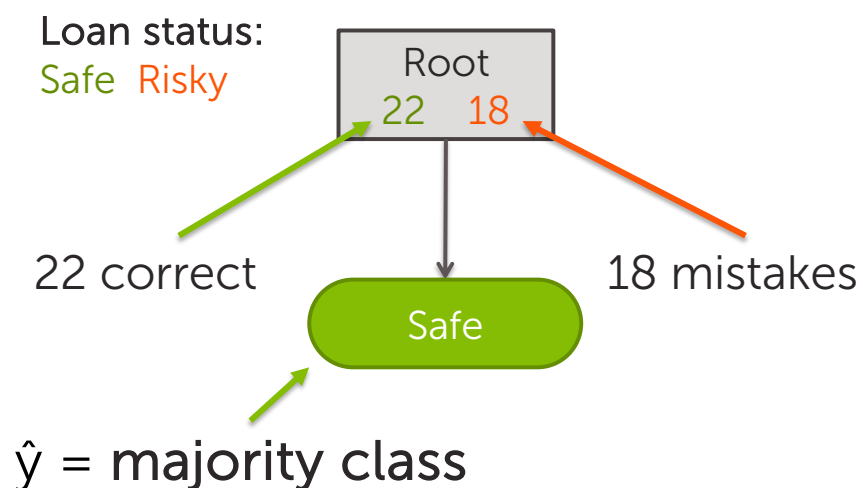 Loan status:
Safe Risky
Root
22 18
22 correct
18 mistakes
Safe
ŷ = majority class